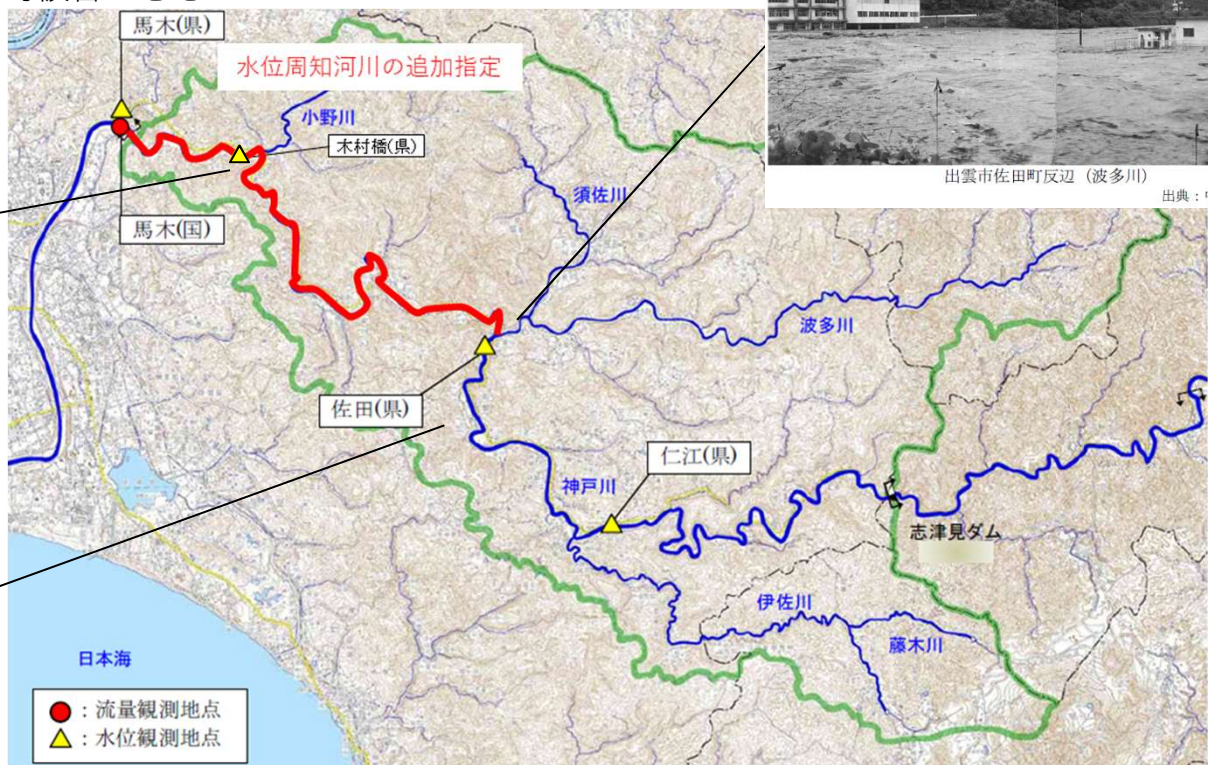 馬木(県)
水位周知河川の追加指定
小野川
木村橋(県)
須佐川
馬木(国)
波多川
佐田(県)
仁江(県)
神戸川
志津見ダム
伊佐川
藤木川
日本海
：流量観測地点
：水位観測地点
出雲市佐田町反辺（波多川）
出典：